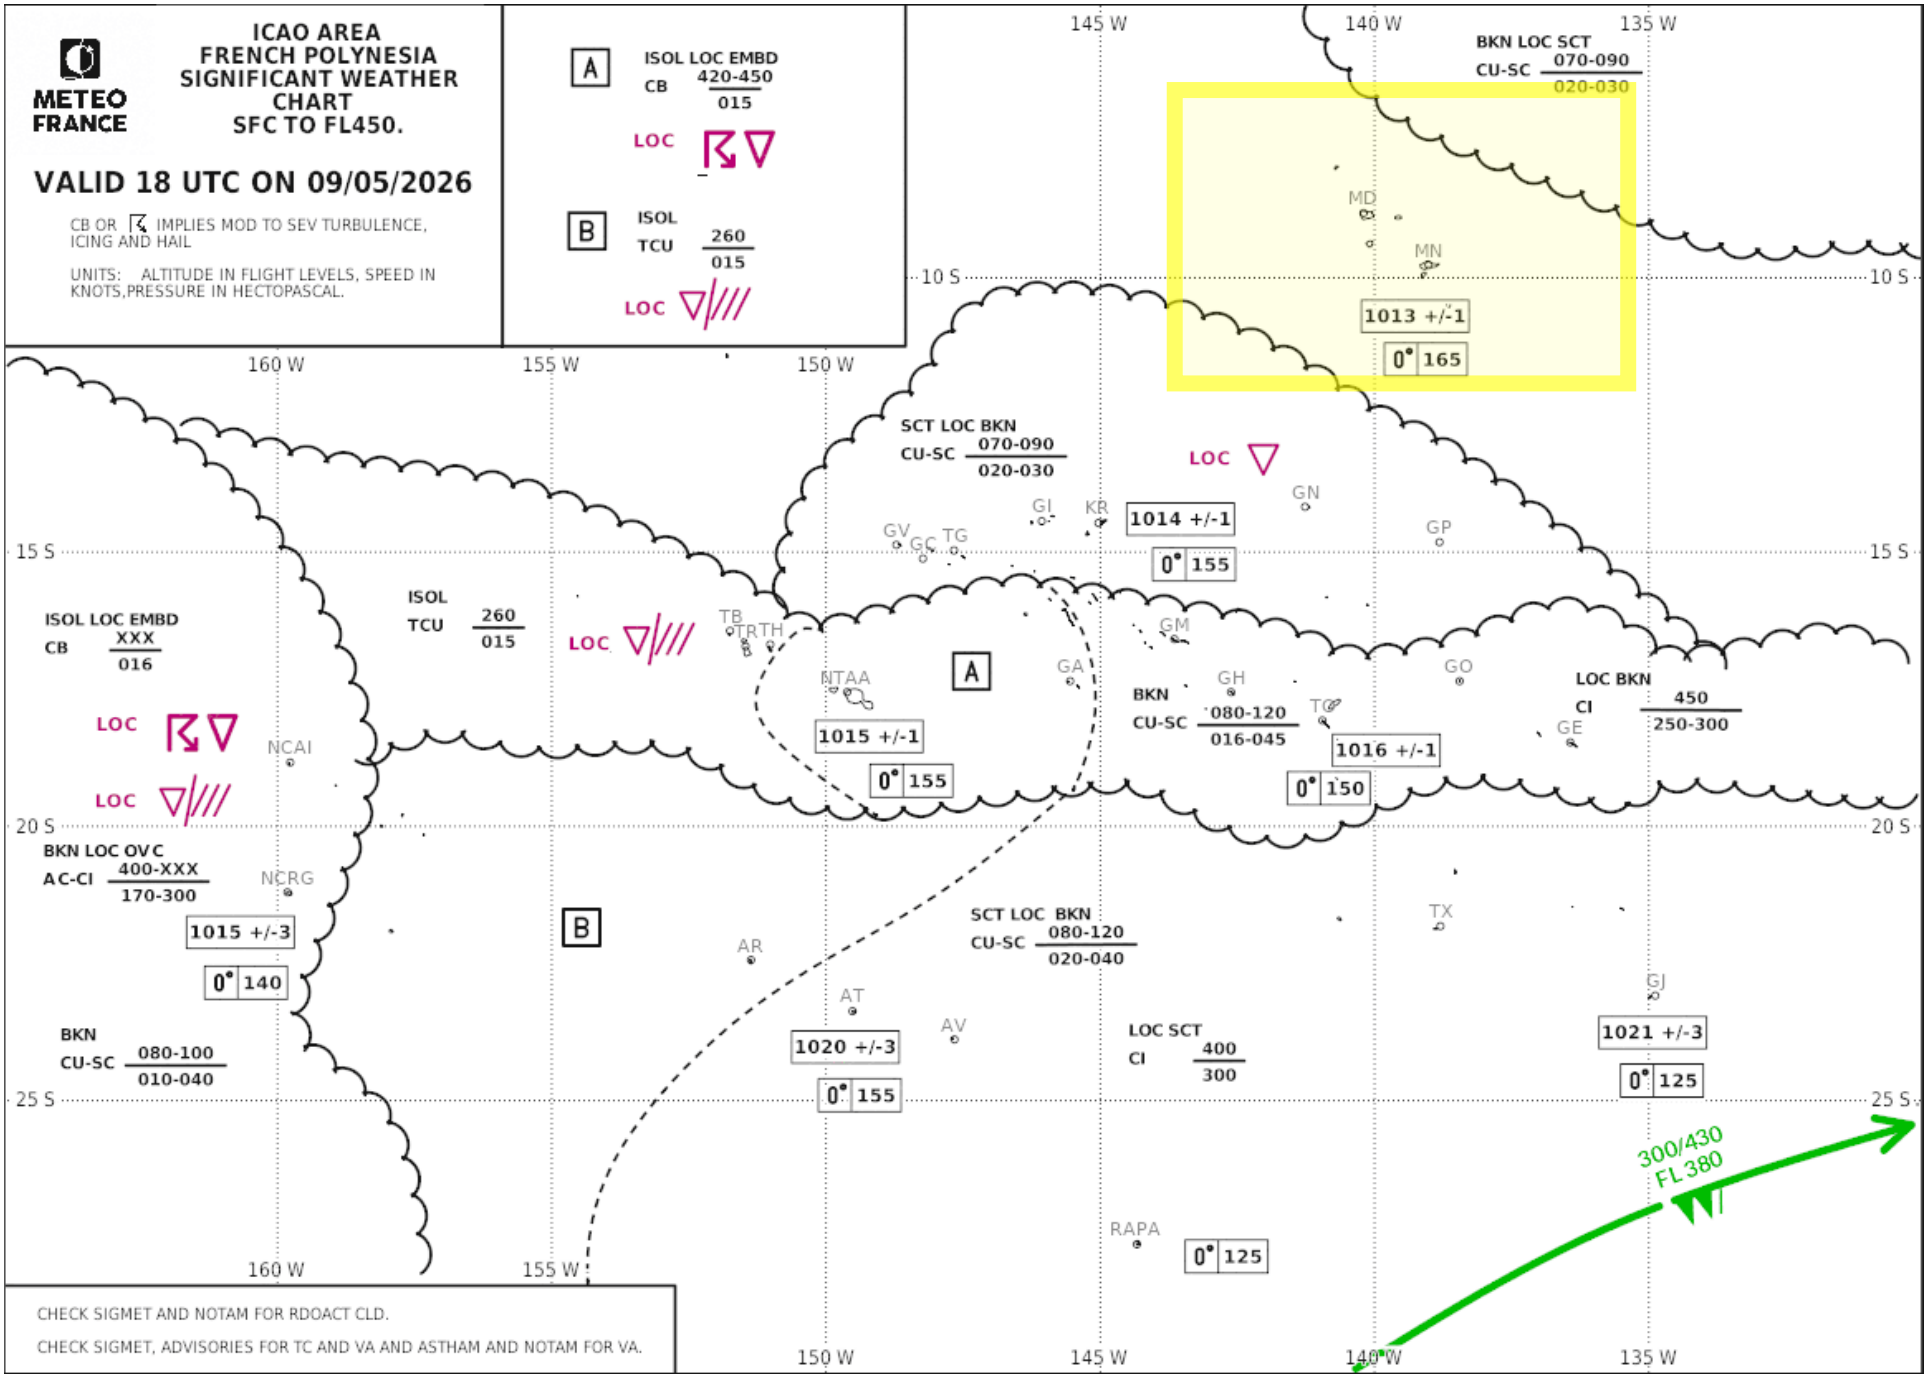 METEO
FRANCE
ICAO AREA
FRENCH POLYNESIA
SIGNIFICANT WEATHER
CHART
SFC TO FL450.
VALID 18 UTC ON 09/05/2026
CB OR IMPLIES MOD TO SEV TURBULENCE,
ICING AND HAIL
UNITS: ALTITUDE IN FLIGHT LEVELS, SPEED IN
KNOTS,PRESSURE IN HECTOPASCAL.
A
ISOL LOC EMBD
CB 420-450
015
LOC
B
ISOL
TCU 260
015
LOC
145 W
140 W
135 W
BKN LOC SCT
CU-SC 070-090
020-030
MD
MN
10 S
10 S
1013 +/-1
0° 165
160 W
155 W
150 W
SCT LOC BKN
CU-SC 070-090
020-030
LOC
GN
GI
KR
1014 +/-1
GV
GC
TG
GP
0° 155
15 S
15 S
ISOL LOC EMBD
CB XXX
016
LOC
LOC
NCAI
ISOL
TCU 260
015
LOC
TB
TR
TH
NTAA
A
GA
GM
1015 +/-1
0° 155
BKN
CU-SC 080-120
016-045
GH
TO
GO
1016 +/-1
0° 150
LOC BKN
CI 450
250-300
GE
20 S
20 S
BKN LOC OVC
AC-CI 400-XXX
170-300
NCRG
1015 +/-3
0° 140
BKN
CU-SC 080-100
010-040
B
AR
AT
AV
1020 +/-3
0° 155
SCT LOC BKN
CU-SC 080-120
020-040
LOC SCT
CI 400
300
TX
GJ
1021 +/-3
0° 125
25 S
25 S
300/430
FL 380
RAPA
0° 125
160 W
155 W
150 W
145 W
140 W
135 W
CHECK SIGMET AND NOTAM FOR RDOACT CLD.
CHECK SIGMET, ADVISORIES FOR TC AND VA AND ASTHAM AND NOTAM FOR VA.